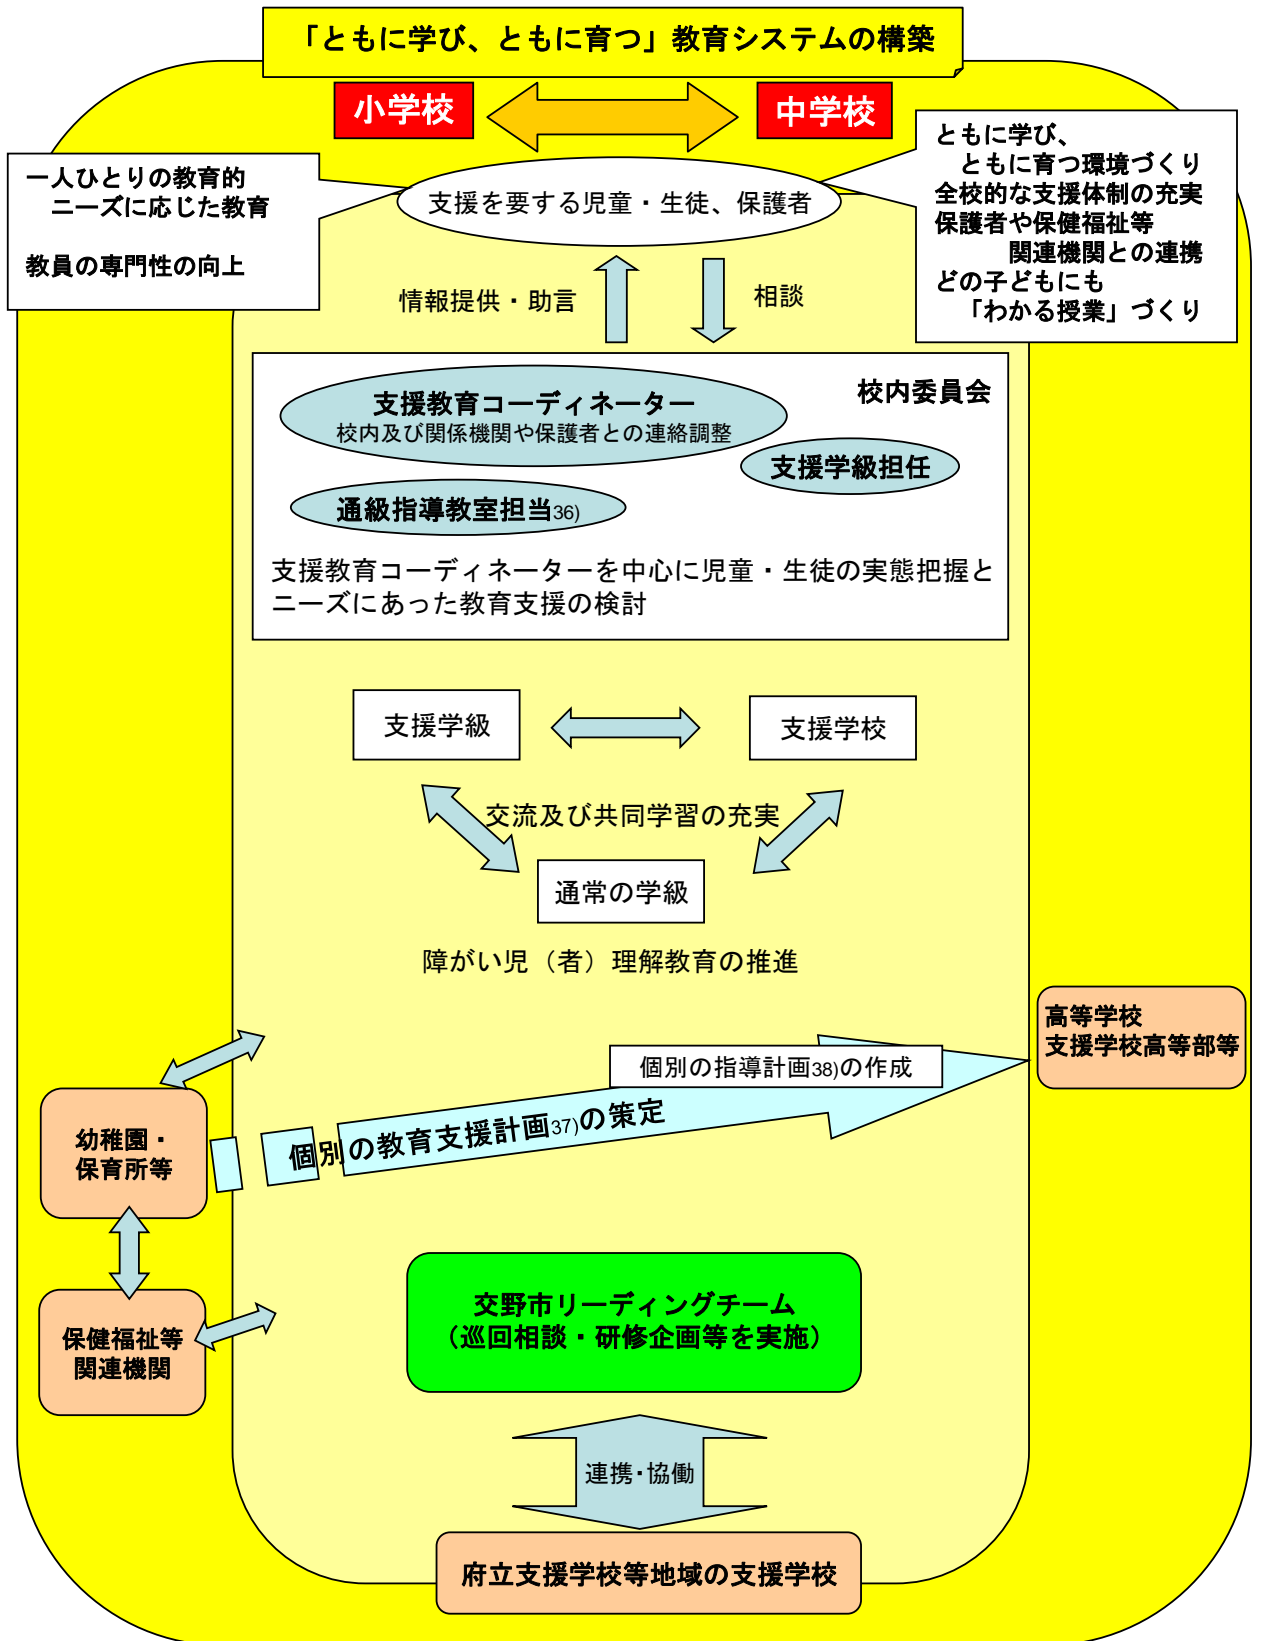 「ともに学び、ともに育つ」教育システムの構築
小学校
中学校
一人ひとりの教育的
ニーズに応じた教育
教員の専門性の向上
支援を要する児童・生徒、保護者
ともに学び、
ともに育つ環境づくり
全校的な支援体制の充実
保護者や保健福祉等
関連機関との連携
どの子どもにも
「わかる授業」づくり
情報提供・助言
相談
校内委員会
支援教育コーディネーター
校内及び関係機関や保護者との連絡調整
支援学級担任
通級指導教室担当36)
支援教育コーディネーターを中心に児童・生徒の実態把握と
ニーズにあった教育支援の検討
支援学級
支援学校
交流及び共同学習の充実
通常の学級
障がい児（者）理解教育の推進
高等学校
支援学校高等部等
個別の指導計画38)の作成
個別の教育支援計画37)の策定
幼稚園・
保育所等
保健福祉等
関連機関
交野市リーディングチーム
（巡回相談・研修企画等を実施）
連携・協働
府立支援学校等地域の支援学校